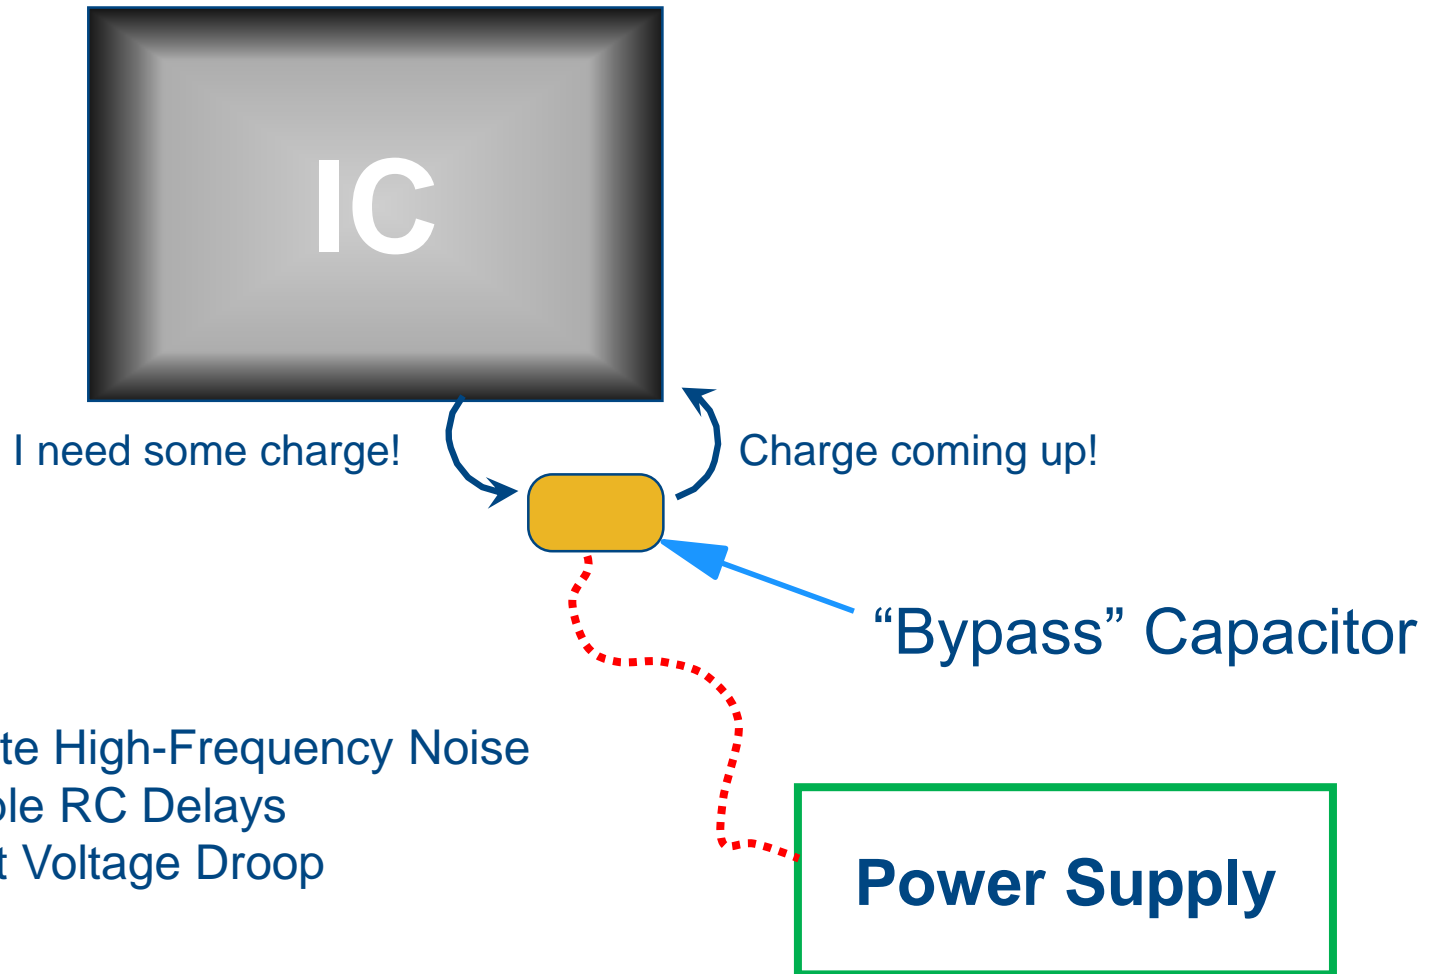 IC
I need some charge!
Charge coming up!
“Bypass” Capacitor
te High-Frequency Noise
ole RC Delays
t Voltage Droop
Power Supply